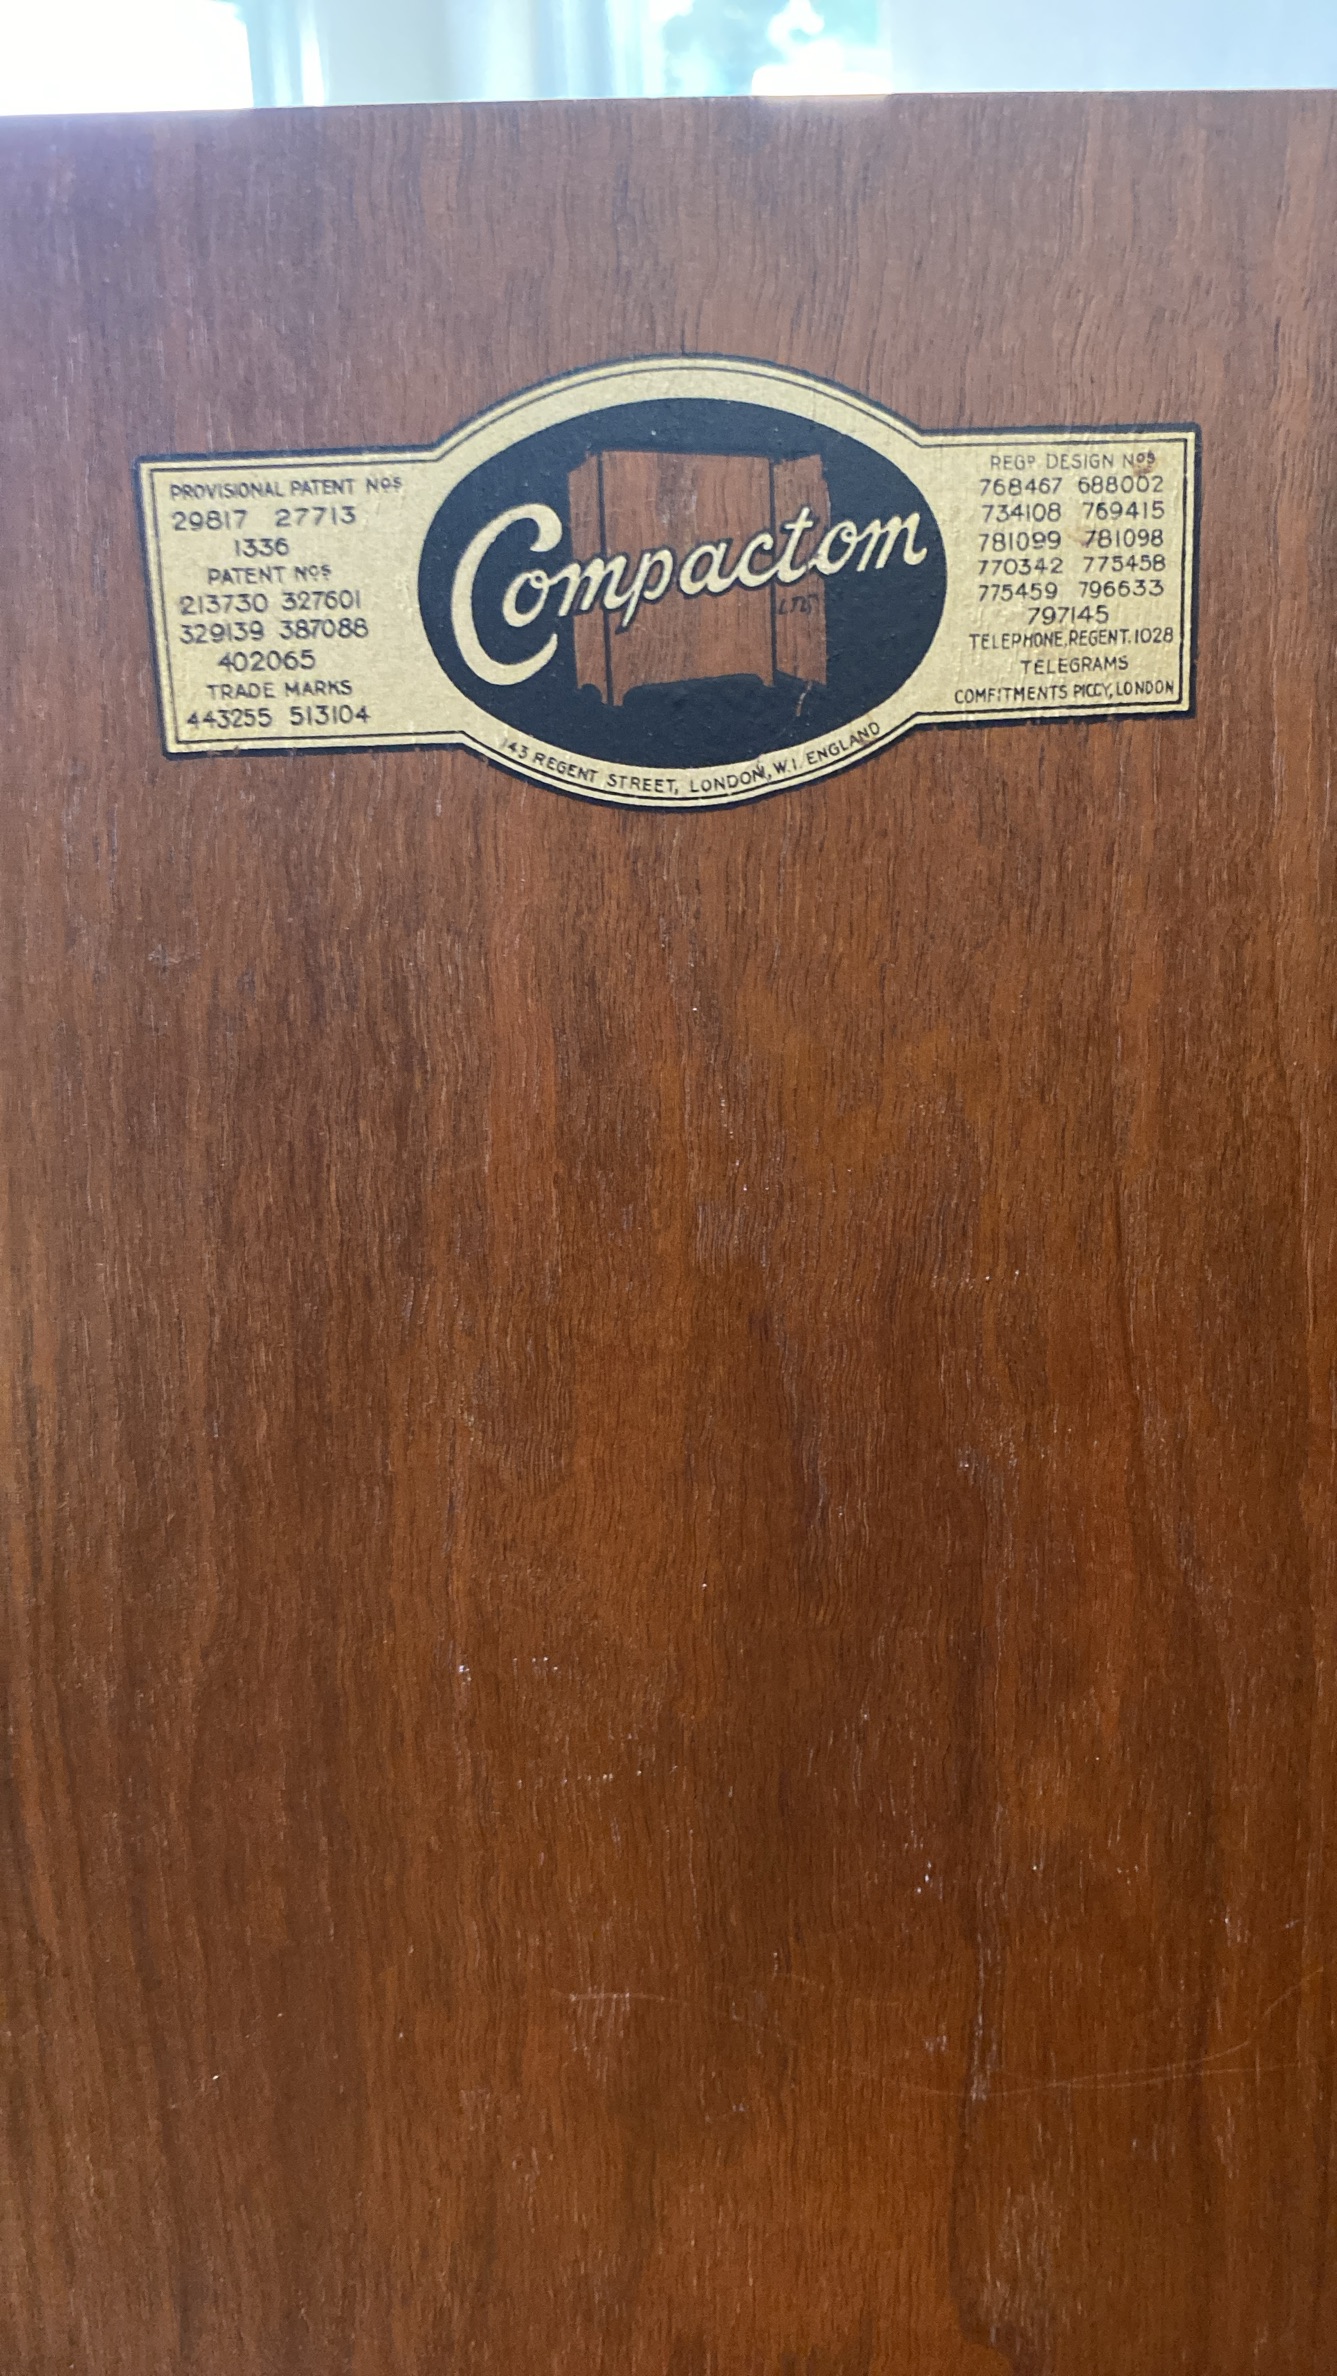 PROVISIONAL PATENT Nos
29817 27713
1336
PATENT Nos
213730 327601
329139 387088
402065
TRADE MARKS
443255 513104
Compactom
LTD
143 REGENT STREET, LONDON, W.1. ENGLAND
REGD DESIGN Nos
768467 688002
734108 769415
781099 781098
770342 775458
775459 796633
797145
TELEPHONE, REGENT. 1028
TELEGRAMS
COMFITMENTS PICCY, LONDON